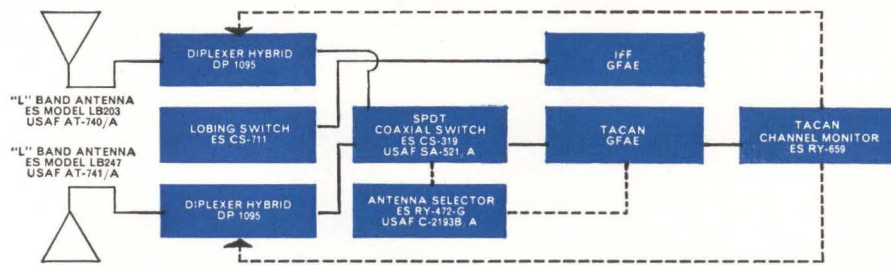 DIPLEXER HYBRID
DP 1095
IFF
GFAE
"L" BAND ANTENNA
ES MODEL LB203
USAF AT-740/A
LOBING SWITCH
ES CS-711
SPDT
COAXIAL SWITCH
ES CS-319
USAF SA-521, A
TACAN
GFAE
TACAN
CHANNEL MONITOR
ES RY-659
"L" BAND ANTENNA
ES MODEL LB247
USAF AT-741/A
DIPLEXER HYBRID
DP 1095
ANTENNA SELECTOR
ES RY-472-G
USAF C-2193B, A